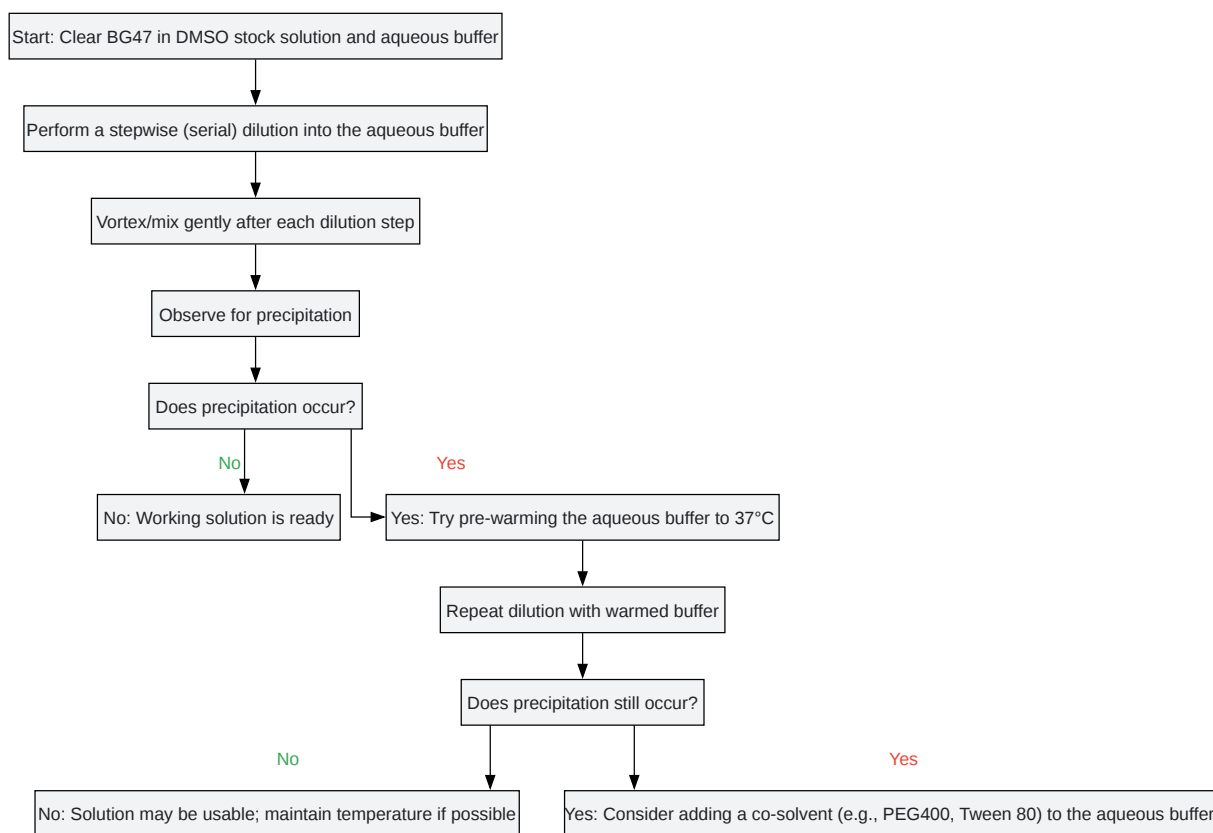 Start: Clear BG47 in DMSO stock solution and aqueous buffer
Perform a stepwise (serial) dilution into the aqueous buffer
Vortex/mix gently after each dilution step
Observe for precipitation
Does precipitation occur?
No
Yes
No: Working solution is ready
Yes: Try pre-warming the aqueous buffer to 37°C
Repeat dilution with warmed buffer
Does precipitation still occur?
No
Yes
No: Solution may be usable; maintain temperature if possible
Yes: Consider adding a co-solvent (e.g., PEG400, Tween 80) to the aqueous buffer